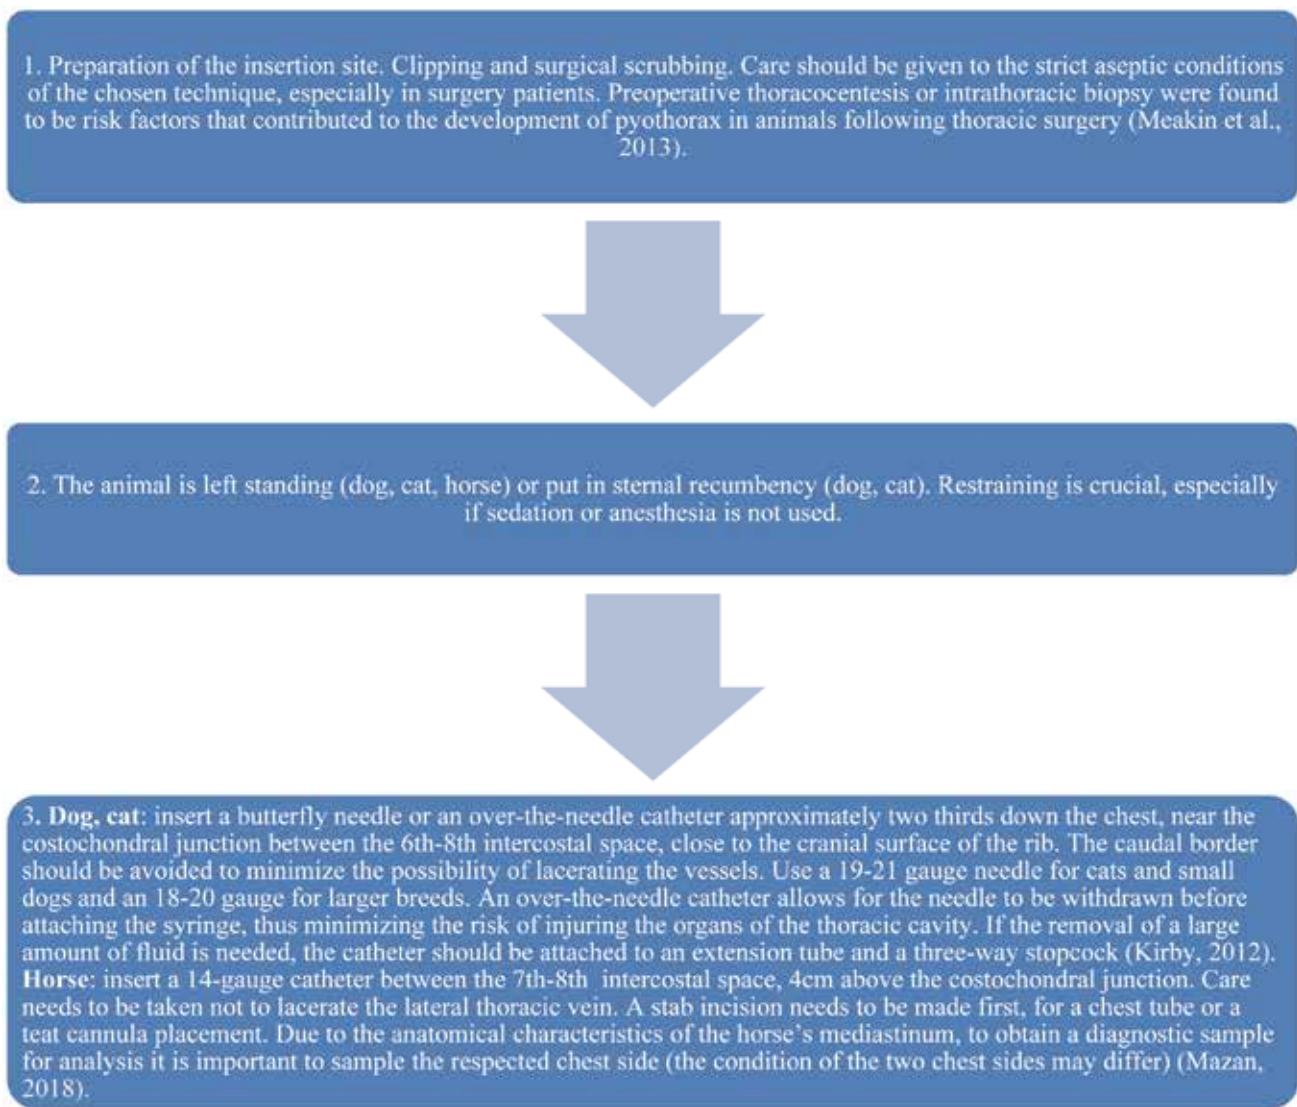 1. Preparation of the insertion site. Clipping and surgical scrubbing. Care should be given to the strict aseptic conditions
of the chosen technique, especially in surgery patients. Preoperative thoracocentesis or intrathoracic biopsy were found
to be risk factors that contributed to the development of pyothorax in animals following thoracic surgery (Meakin et al.,
2013).
2. The animal is left standing (dog, cat, horse) or put in sternal recumbency (dog, cat). Restraining is crucial, especially
if sedation or anesthesia is not used.
3. Dog, cat: insert a butterfly needle or an over-the-needle catheter approximately two thirds down the chest, near the
costochondral junction between the 6th-8th intercostal space, close to the cranial surface of the rib. The caudal border
should be avoided to minimize the possibility of lacerating the vessels. Use a 19-21 gauge needle for cats and small
dogs and an 18-20 gauge for larger breeds. An over-the-needle catheter allows for the needle to be withdrawn before
attaching the syringe, thus minimizing the risk of injuring the organs of the thoracic cavity. If the removal of a large
amount of fluid is needed, the catheter should be attached to an extension tube and a three-way stopcock (Kirby, 2012).
Horse: insert a 14-gauge catheter between the 7th-8th intercostal space, 4cm above the costochondral junction. Care
needs to be taken not to lacerate the lateral thoracic vein. A stab incision needs to be made first, for a chest tube or a
teat cannula placement. Due to the anatomical characteristics of the horse's mediastinum, to obtain a diagnostic sample
for analysis it is important to sample the respected chest side (the condition of the two chest sides may differ) (Mazan,
2018).